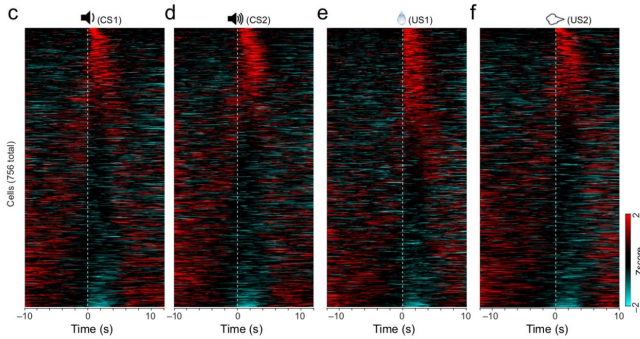 c (CS1)
d (CS2)
e (US1)
f (US2)
Cells (756 total)
2
Zscore
−2
−10 0 10
−10 0 10
−10 0 10
−10 0 10
Time (s)
Time (s)
Time (s)
Time (s)